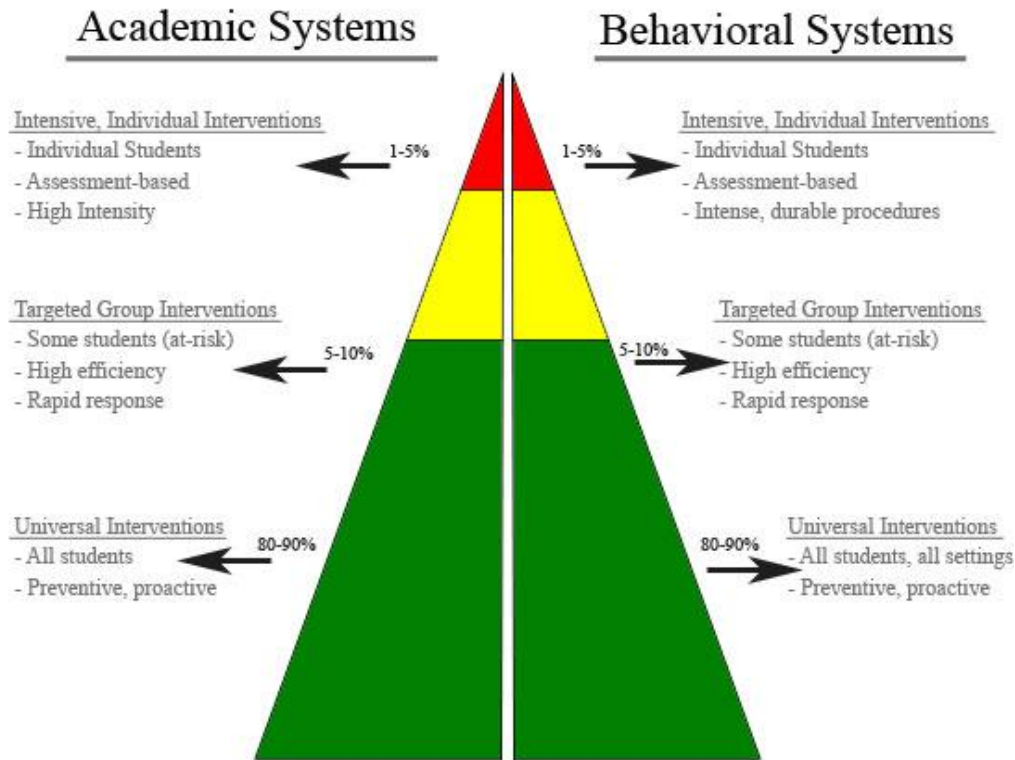 Academic Systems
Behavioral Systems
Intensive, Individual Interventions
- Individual Students
- Assessment-based
- High Intensity
1-5%
1-5%
Intensive, Individual Interventions
- Individual Students
- Assessment-based
- Intense, durable procedures
Targeted Group Interventions
- Some students (at-risk)
- High efficiency
- Rapid response
5-10%
5-10%
Targeted Group Interventions
- Some students (at-risk)
- High efficiency
- Rapid response
Universal Interventions
- All students
- Preventive, proactive
80-90%
80-90%
Universal Interventions
- All students, all settings
- Preventive, proactive